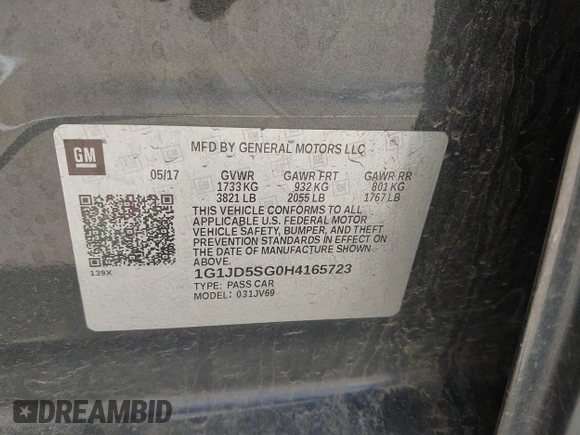 GM
MFD BY GENERAL MOTORS LLC
05/17 GVWR GAWR FRT GAWR RR
1733 KG 932 KG 801 KG
3821 LB 2055 LB 1767 LB
THIS VEHICLE CONFORMS TO ALL
APPLICABLE U.S. FEDERAL MOTOR
VEHICLE SAFETY, BUMPER, AND THEFT
PREVENTION STANDARDS IN EFFECT ON
THE DATE OF MANUFACTURE SHOWN
ABOVE.
139X
1G1JD5SG0H4165723
TYPE: PASS CAR
MODEL: 031JV69
DREAMBID